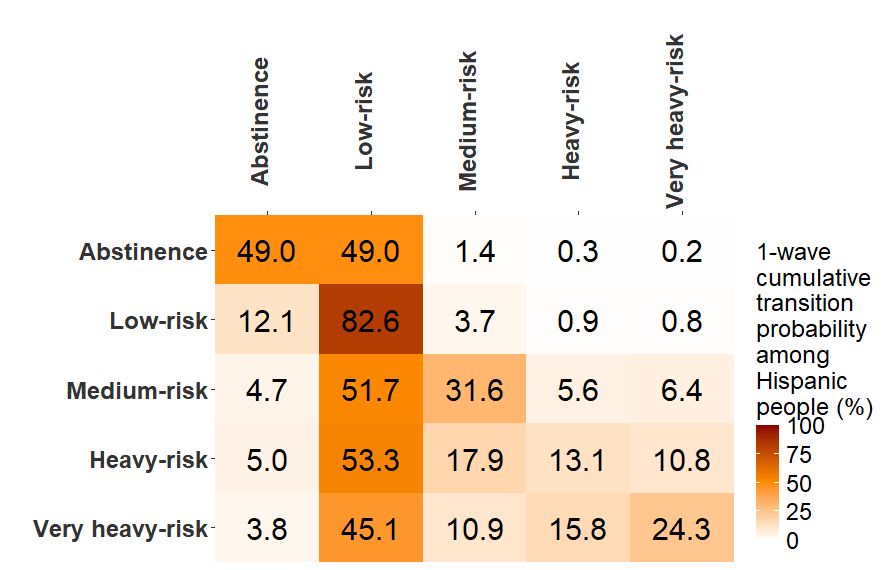 Abstinence
Low-risk
Medium-risk
Heavy-risk
Very heavy-risk
Abstinence 49.0 49.0 1.4 0.3 0.2
Low-risk 12.1 82.6 3.7 0.9 0.8
Medium-risk 4.7 51.7 31.6 5.6 6.4
Heavy-risk 5.0 53.3 17.9 13.1 10.8
Very heavy-risk 3.8 45.1 10.9 15.8 24.3
1-wave
cumulative
transition
probability
among
Hispanic
people (%)
100
75
50
25
0